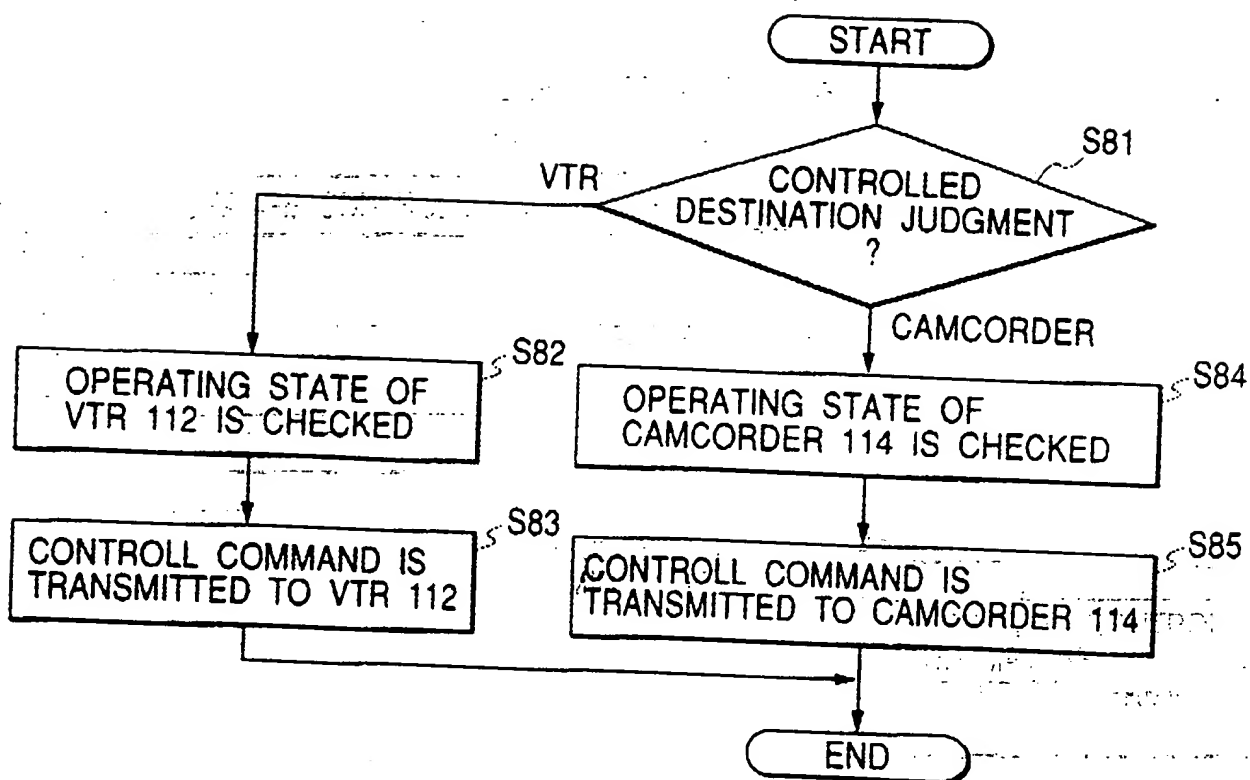 START
S81
CONTROLLED
DESTINATION JUDGMENT
?
VTR
CAMCORDER
S82
OPERATING STATE OF
VTR 112 IS CHECKED
S84
OPERATING STATE OF
CAMCORDER 114 IS CHECKED
S83
CONTROLL COMMAND IS
TRANSMITTED TO VTR 112
S85
CONTROLL COMMAND IS
TRANSMITTED TO CAMCORDER 114
END